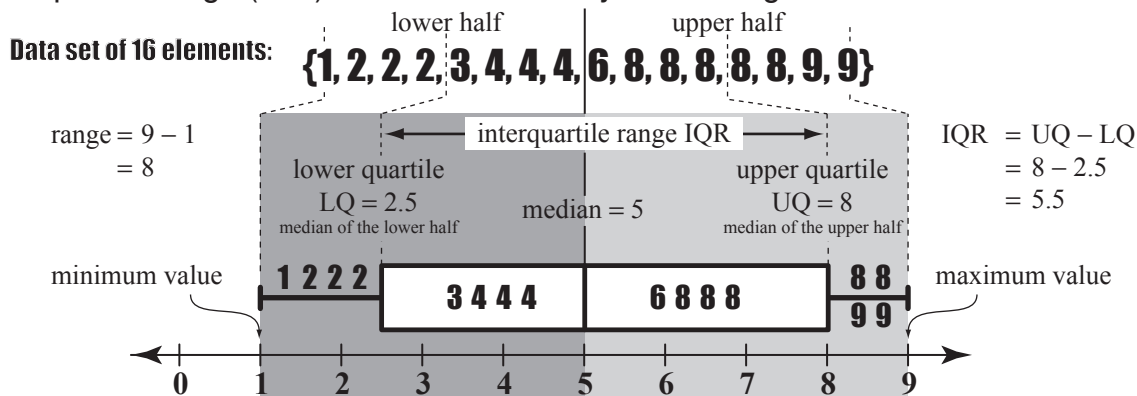 lower half upper half
Data set of 16 elements: {1, 2, 2, 2, 3, 4, 4, 4, 6, 8, 8, 8, 8, 8, 9, 9}
range = 9 – 1
= 8
interquartile range IQR
IQR = UQ – LQ
= 8 – 2.5
= 5.5
lower quartile
LQ = 2.5
median of the lower half
median = 5
upper quartile
UQ = 8
median of the upper half
minimum value
1 2 2 2
3 4 4 4
6 8 8 8
8 8
9 9
maximum value
0 1 2 3 4 5 6 7 8 9